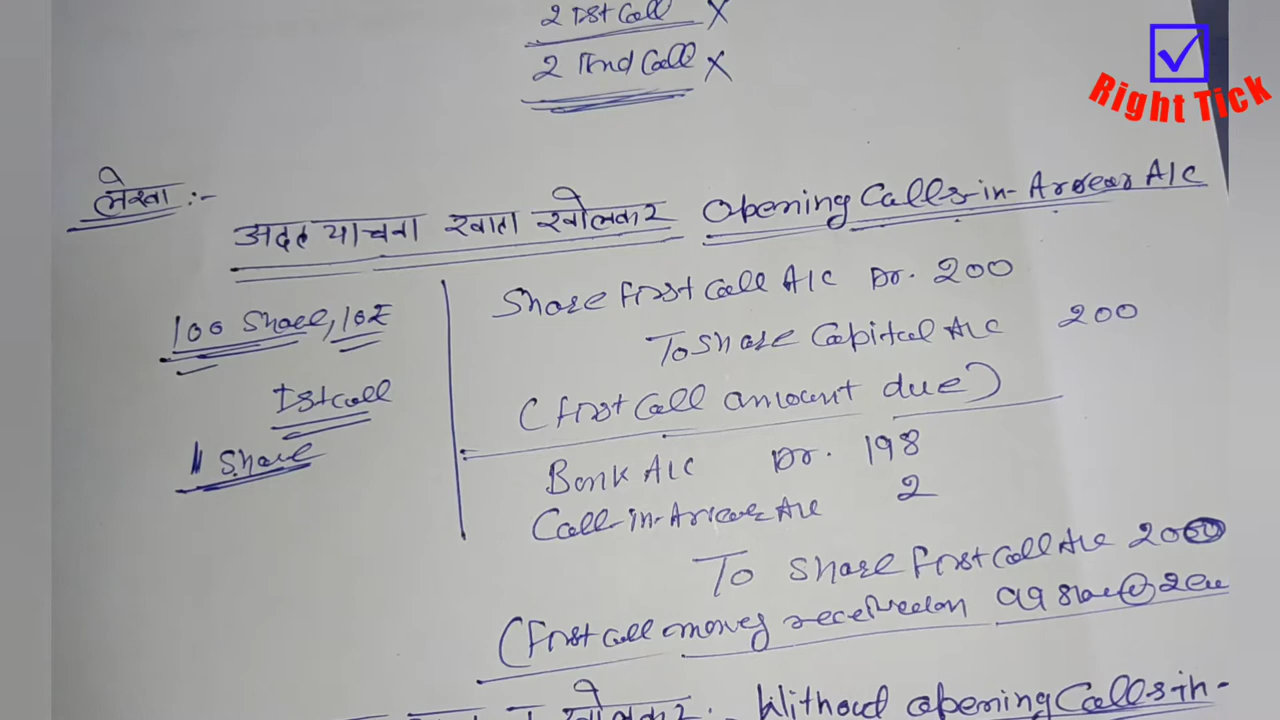 2 Ist Call X
2 IInd Call X
Right Tick
लेखा :-
अदत्त याचना खाता खोलकर Opening Calls-in-Arrear A/c
100 Share, 10₹
Ist Call
1 Share
Share First Call A/c Dr. 200
To Share Capital A/c 200
(First Call amount due)
Bank A/c Dr. 198
Call-in-Arrear A/c 2
To Share First Call A/c 200
(First call money received on 99 share @ 2
खोलकर. Without opening Calls-in-